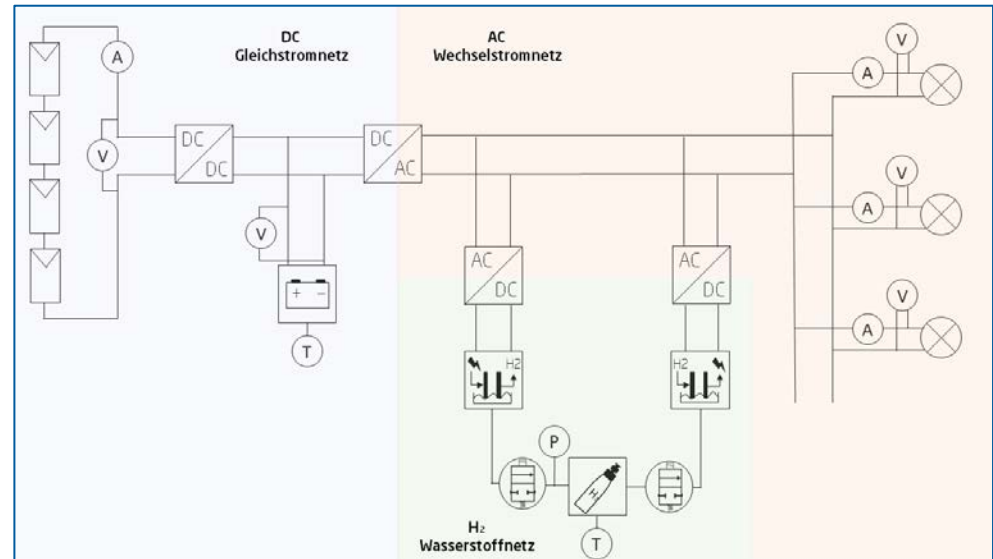 DC
Gleichstromnetz
AC
Wechselstromnetz
A
V
DC
DC
V
+ −
T
DC
AC
AC
DC
H2
AC
DC
H2
P
H
T
H₂
Wasserstoffnetz
V
A
V
A
V
A